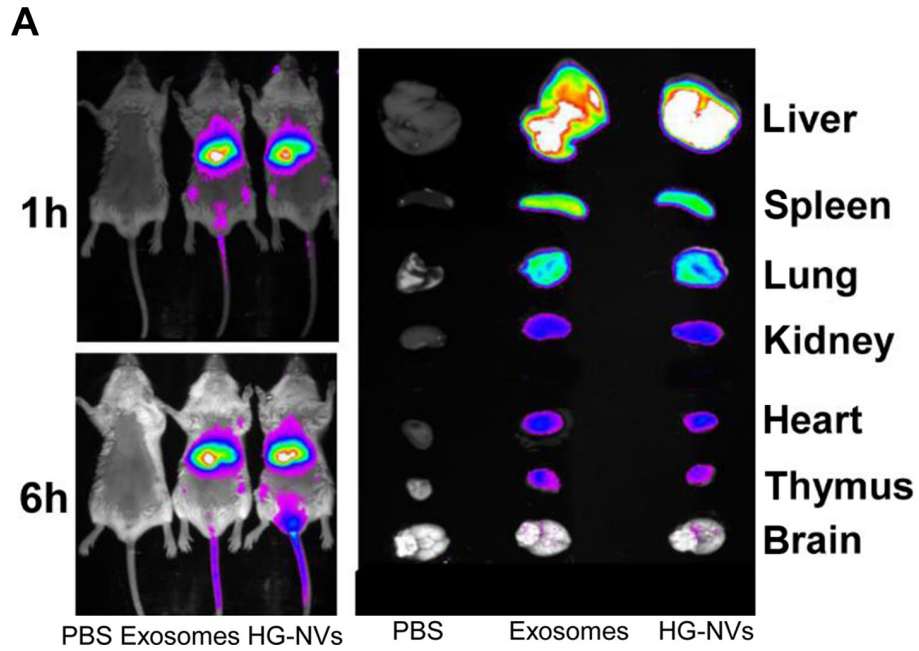 A
1h
6h
PBS Exosomes HG-NVs
Liver
Spleen
Lung
Kidney
Heart
Thymus
Brain
PBS Exosomes HG-NVs